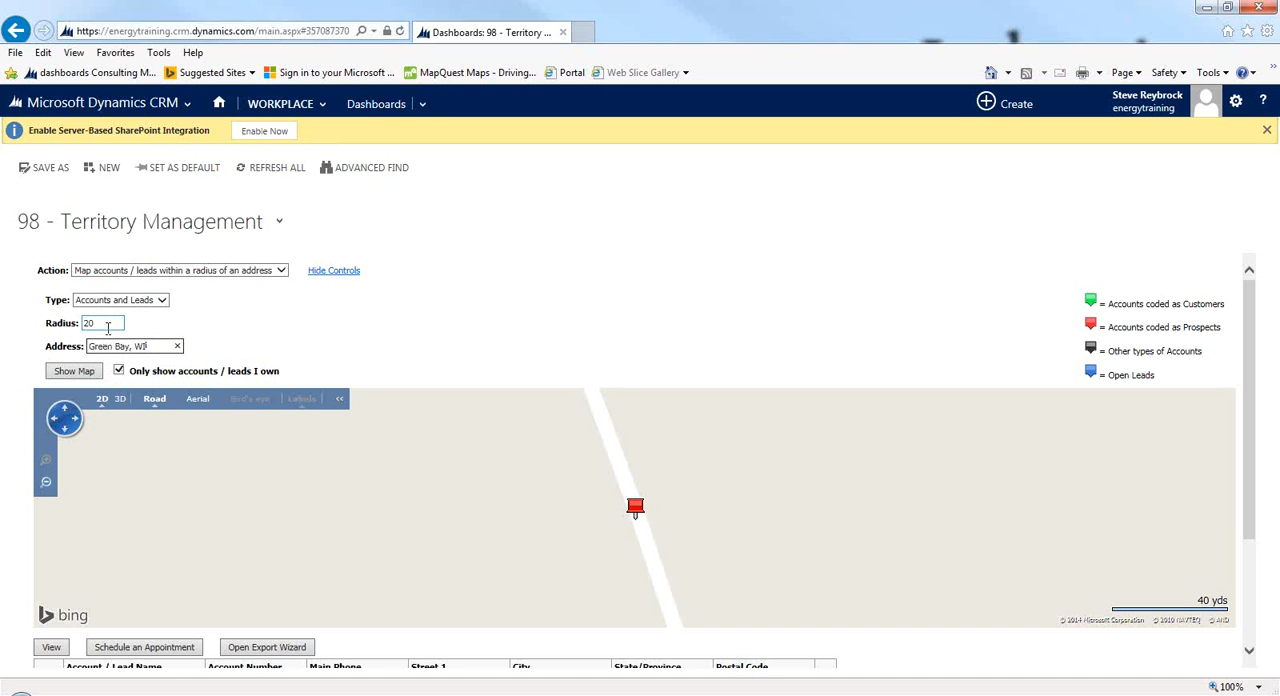 https://energytraining.crm.dynamics.com/main.aspx#357087370
Dashboards: 98 - Territory ...
File Edit View Favorites Tools Help
dashboards Consulting M... Suggested Sites Sign in to your Microsoft ... MapQuest Maps - Driving... Portal Web Slice Gallery
Page Safety Tools
Microsoft Dynamics CRM WORKPLACE Dashboards Create Steve Reybrock
energytraining
Enable Server-Based SharePoint Integration Enable Now
SAVE AS NEW SET AS DEFAULT REFRESH ALL ADVANCED FIND
98 - Territory Management
Action: Map accounts / leads within a radius of an address Hide Controls
Type: Accounts and Leads
Radius: 20
Address: Green Bay, WI
Show Map Only show accounts / leads I own
= Accounts coded as Customers
= Accounts coded as Prospects
= Other types of Accounts
= Open Leads
2D 3D Road Aerial Bird's eye Labels <<
bing
40 yds
© 2014 Microsoft Corporation © 2010 NAVTEQ © AND
View Schedule an Appointment Open Export Wizard
Account / Lead Name Account Number Main Phone Street 1 City State/Province Postal Code
100%